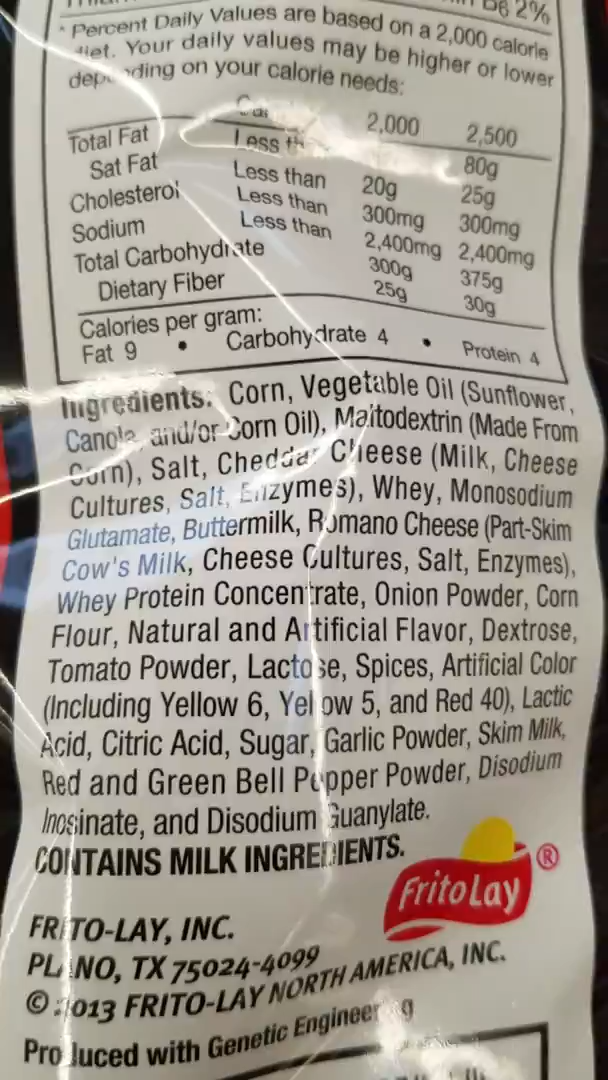 B6 2%
* Percent Daily Values are based on a 2,000 calorie
diet. Your daily values may be higher or lower
depending on your calorie needs:
2,000 2,500
Total Fat Less 80g
Sat Fat Less than 20g 25g
Cholesterol Less than 300mg 300mg
Sodium Less than 2,400mg 2,400mg
Total Carbohydrate 300g 375g
Dietary Fiber 25g 30g
Calories per gram:
Fat 9 • Carbohydrate 4 • Protein 4
Ingredients: Corn, Vegetable Oil (Sunflower,
Canola, and/or Corn Oil), Maltodextrin (Made From
Corn), Salt, Cheddar Cheese (Milk, Cheese
Cultures, Salt, Enzymes), Whey, Monosodium
Glutamate, Buttermilk, Romano Cheese (Part-Skim
Cow's Milk, Cheese Cultures, Salt, Enzymes),
Whey Protein Concentrate, Onion Powder, Corn
Flour, Natural and Artificial Flavor, Dextrose,
Tomato Powder, Lactose, Spices, Artificial Color
(Including Yellow 6, Yellow 5, and Red 40), Lactic
Acid, Citric Acid, Sugar, Garlic Powder, Skim Milk,
Red and Green Bell Pepper Powder, Disodium
Inosinate, and Disodium Guanylate.
CONTAINS MILK INGREDIENTS.
FritoLay ®
FRITO-LAY, INC.
PLANO, TX 75024-4099
© 2013 FRITO-LAY NORTH AMERICA, INC.
Produced with Genetic Engineering